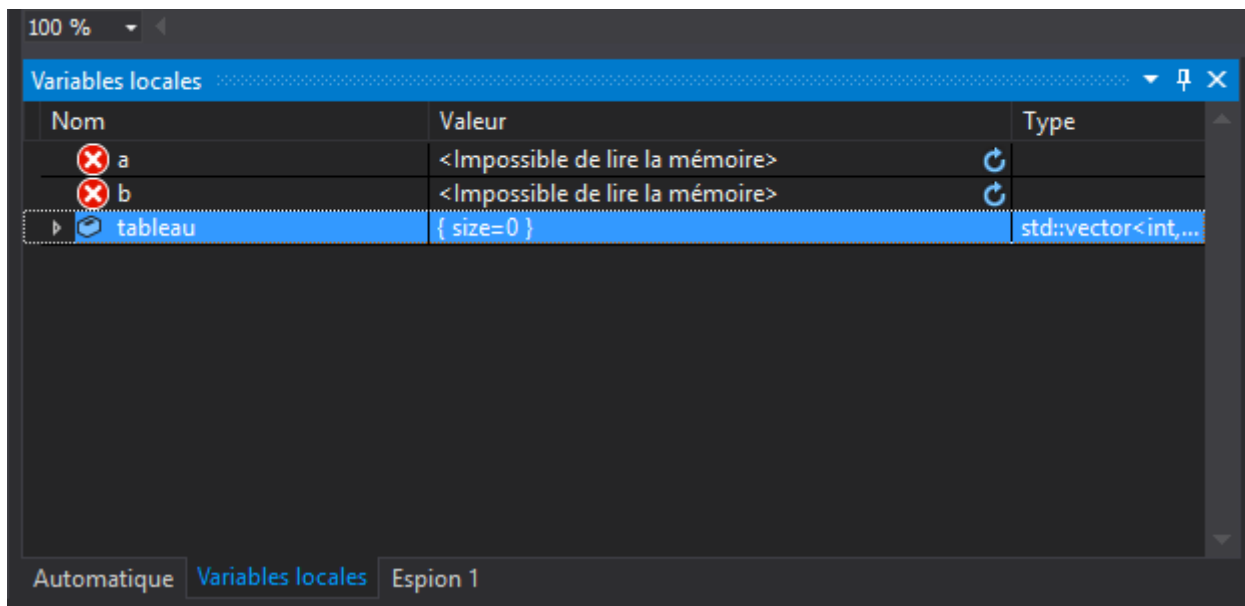 100 %
Variables locales
Nom Valeur Type
a <Impossible de lire la mémoire>
b <Impossible de lire la mémoire>
tableau { size=0 } std::vector<int,...
Automatique Variables locales Espion 1